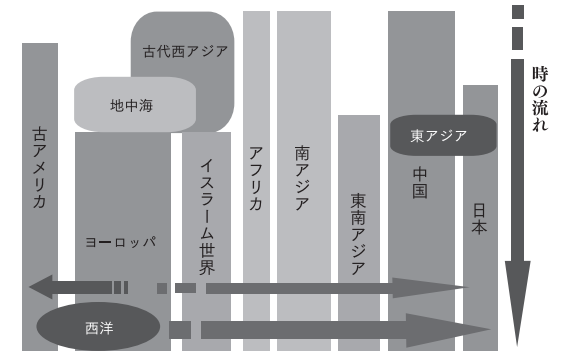 古代西アジア
地中海
古アメリカ
ヨーロッパ
イスラーム世界
アフリカ
南アジア
東南アジア
東アジア
中国
日本
時の流れ
西洋